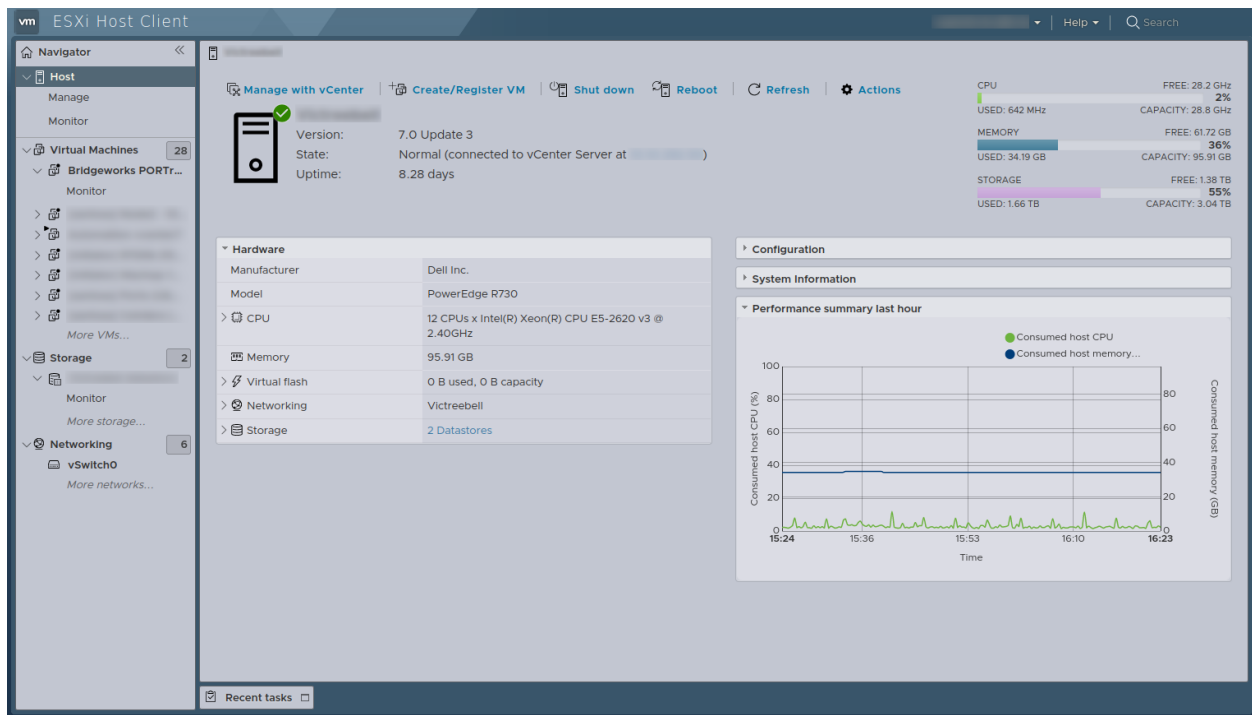 vm ESXi Host Client
Help
Search
Navigator
Host
Manage
Monitor
Virtual Machines 28
Bridgeworks PORTr...
Monitor
More VMs...
Storage 2
Monitor
More storage...
Networking 6
vSwitch0
More networks...
Manage with vCenter
Create/Register VM
Shut down
Reboot
Refresh
Actions
Version: 7.0 Update 3
State: Normal (connected to vCenter Server at )
Uptime: 8.28 days
CPU FREE: 28.2 GHz
2%
USED: 642 MHz CAPACITY: 28.8 GHz
MEMORY FREE: 61.72 GB
36%
USED: 34.19 GB CAPACITY: 95.91 GB
STORAGE FREE: 1.38 TB
55%
USED: 1.66 TB CAPACITY: 3.04 TB
Hardware
Manufacturer Dell Inc.
Model PowerEdge R730
CPU 12 CPUs x Intel(R) Xeon(R) CPU E5-2620 v3 @
2.40GHz
Memory 95.91 GB
Virtual flash 0 B used, 0 B capacity
Networking Victreebell
Storage 2 Datastores
Configuration
System Information
Performance summary last hour
Consumed host CPU
Consumed host memory...
Consumed host CPU (%)
100
80
60
40
20
0
80
60
40
20
0
Consumed host memory (GB)
15:24 15:36 15:53 16:10 16:23
Time
Recent tasks